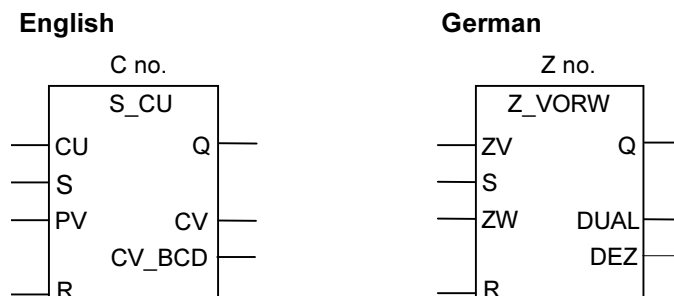 English
C no.
S_CU
CU Q
S
PV CV
CV_BCD
R
German
Z no.
Z_VORW
ZV Q
S
ZW DUAL
DEZ
R